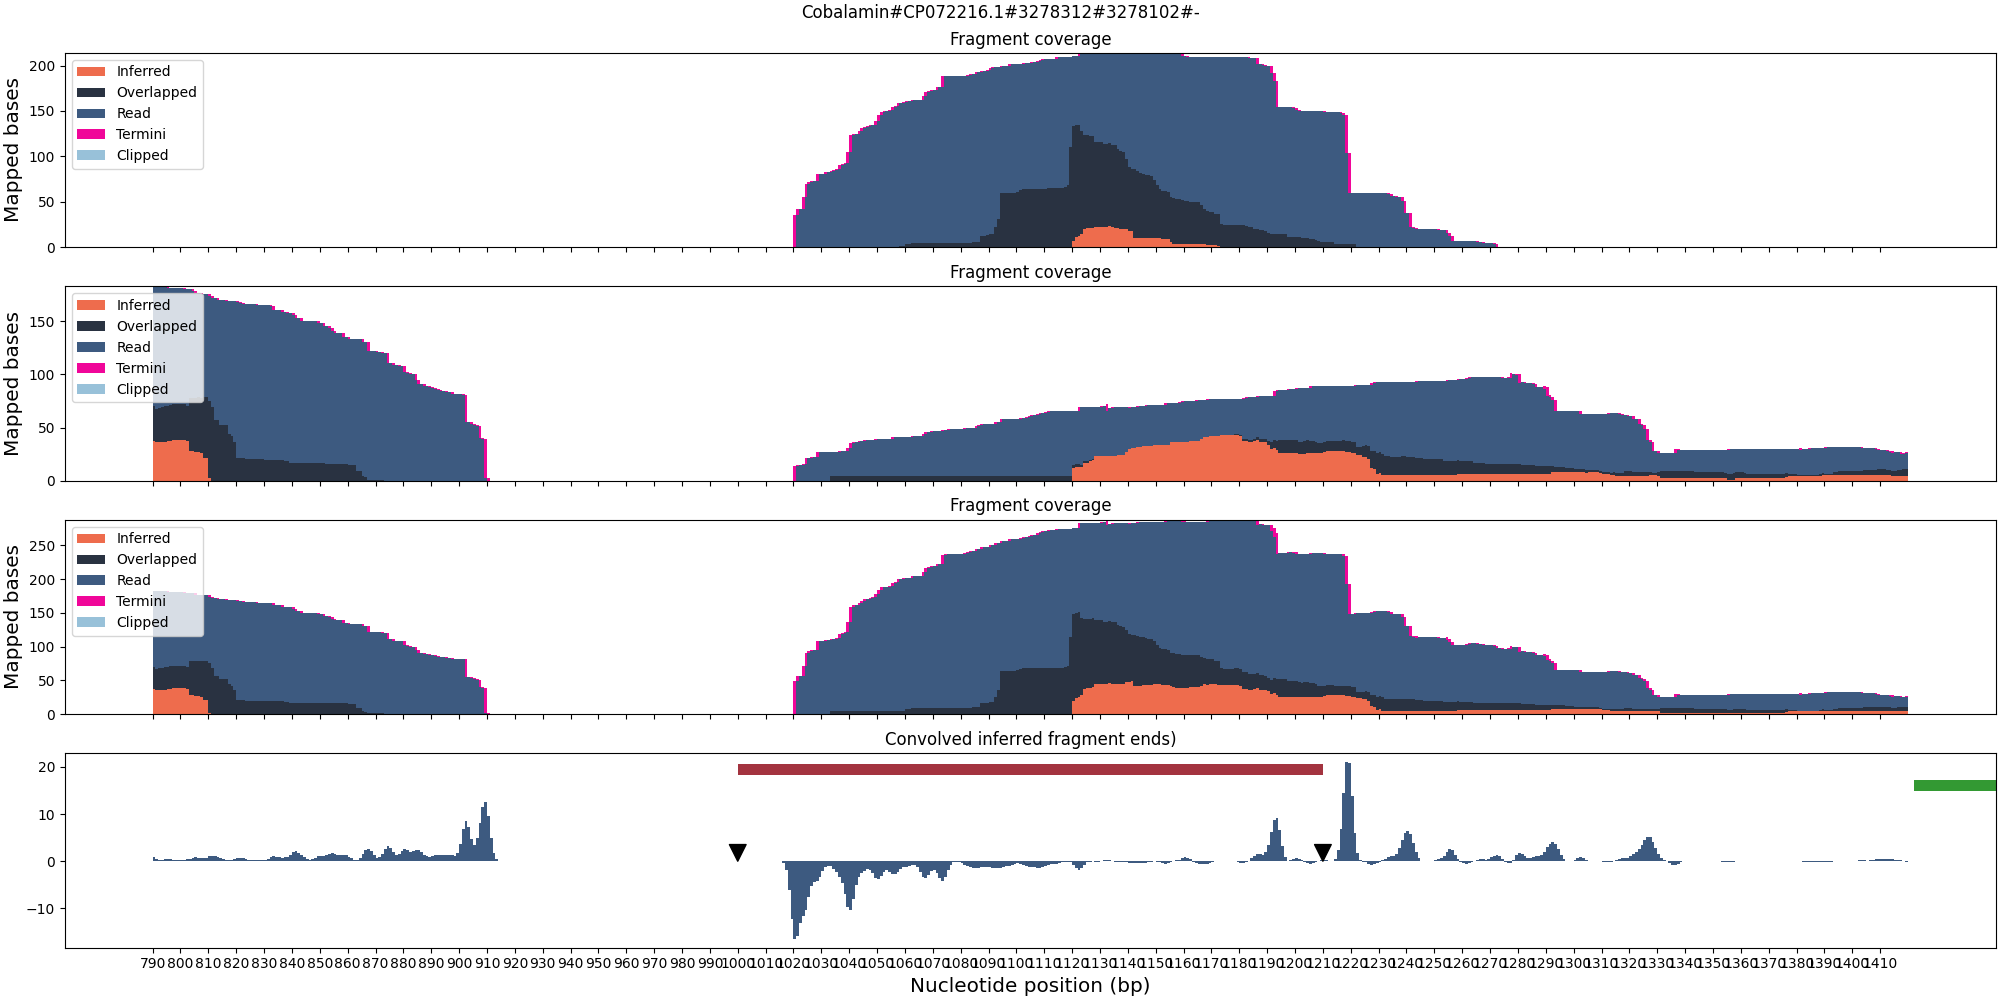 Cobalamin#CP072216.1#3278312#3278102#-
Fragment coverage
Mapped bases
200
150
100
50
0
Inferred
Overlapped
Read
Termini
Clipped
Fragment coverage
Mapped bases
150
100
50
0
Inferred
Overlapped
Read
Termini
Clipped
Fragment coverage
Mapped bases
250
200
150
100
50
0
Inferred
Overlapped
Read
Termini
Clipped
Convolved inferred fragment ends)
20
10
0
−10
790 800 810 820 830 840 850 860 870 880 890 900 910 920 930 940 950 960 970 980 990 1000 1010 1020 1030 1040 1050 1060 1070 1080 1090 1100 1110 1120 1130 1140 1150 1160 1170 1180 1190 1200 1210 1220 1230 1240 1250 1260 1270 1280 1290 1300 1310 1320 1330 1340 1350 1360 1370 1380 1390 1400 1410
Nucleotide position (bp)